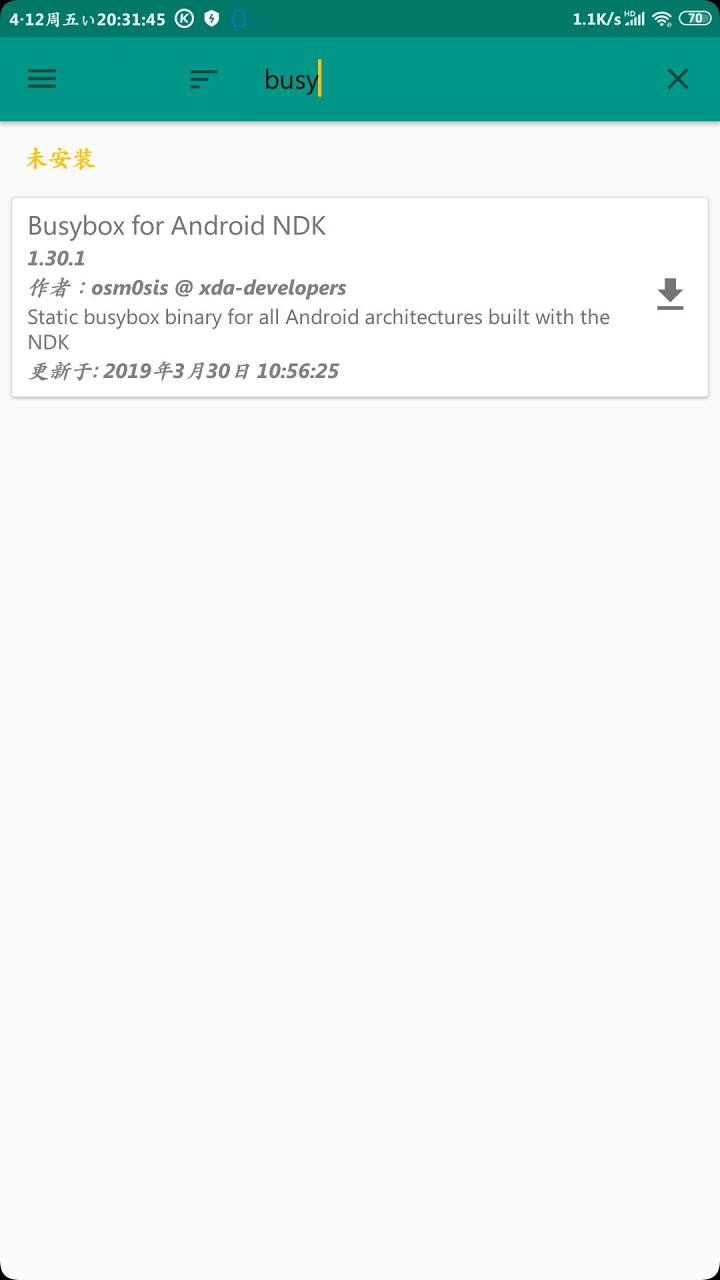 4·12周五い20:31:45
1.1K/s HD 70
busy
未安装
Busybox for Android NDK
1.30.1
作者：osm0sis @ xda-developers
Static busybox binary for all Android architectures built with the
NDK
更新于: 2019年3月30日 10:56:25